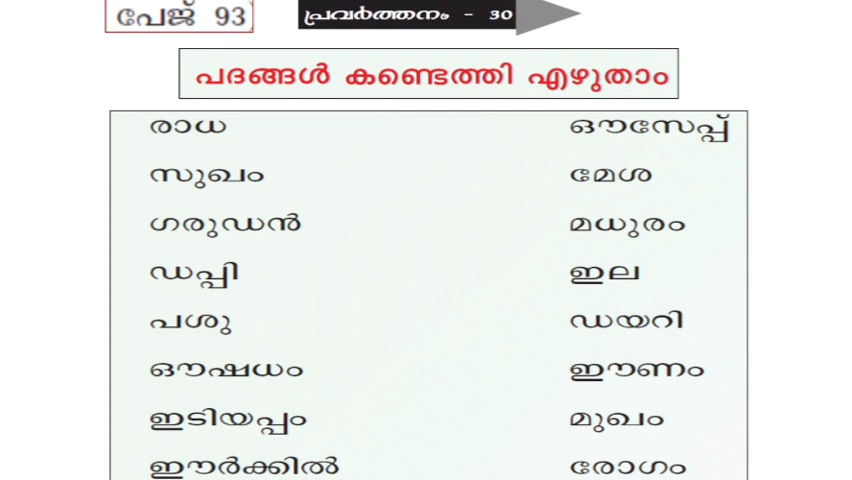 പേജ് 93
പ്രവർത്തനം - 30
പദങ്ങൾ കണ്ടെത്തി എഴുതാം
രാധ ഔസേപ്പ്
സുഖം മേശ
ഗരുഡൻ മധുരം
ഡപ്പി ഇല
പശു ഡയറി
ഔഷധം ഈണം
ഇടിയപ്പം മുഖം
ഈർക്കിൽ രോഗം